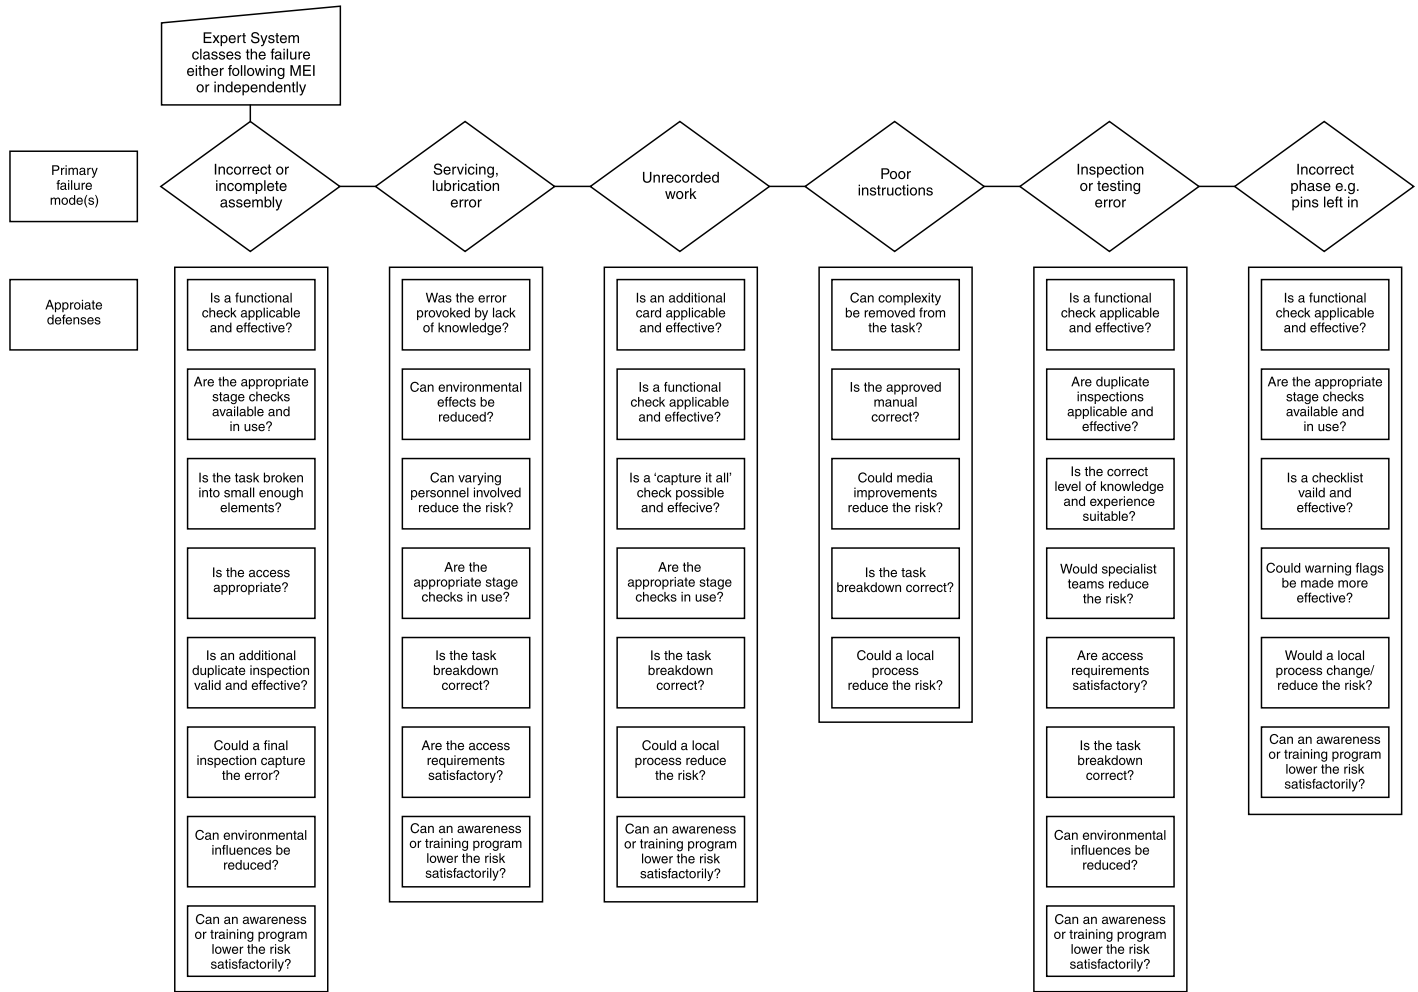 Expert System
classes the failure
either following MEI
or independently
Primary
failure
mode(s)
Incorrect or
incomplete
assembly
Servicing,
lubrication
error
Unrecorded
work
Poor
instructions
Inspection
or testing
error
Incorrect
phase e.g.
pins left in
Approiate
defenses
Is a functional
check applicable
and effective?
Are the appropriate
stage checks
available and
in use?
Is the task broken
into small enough
elements?
Is the access
appropriate?
Is an additional
duplicate inspection
valid and effective?
Could a final
inspection capture
the error?
Can environmental
influences be
reduced?
Can an awareness
or training program
lower the risk
satisfactorily?
Was the error
provoked by lack
of knowledge?
Can environmental
effects be
reduced?
Can varying
personnel involved
reduce the risk?
Are the
appropriate stage
checks in use?
Is the task
breakdown
correct?
Are the access
requirements
satisfactory?
Can an awareness
or training program
lower the risk
satisfactorily?
Is an additional
card applicable
and effective?
Is a functional
check applicable
and effective?
Is a ‘capture it all’
check possible
and effecive?
Are the
appropriate stage
checks in use?
Is the task
breakdown
correct?
Could a local
process reduce
the risk?
Can an awareness
or training program
lower the risk
satisfactorily?
Can complexity
be removed from
the task?
Is the approved
manual
correct?
Could media
improvements
reduce the risk?
Is the task
breakdown correct?
Could a local
process
reduce the risk?
Is a functional
check applicable
and effective?
Are duplicate
inspections
applicable and
effective?
Is the correct
level of knowledge
and experience
suitable?
Would specialist
teams reduce
the risk?
Are access
requirements
satisfactory?
Is the task
breakdown
correct?
Can environmental
influences be
reduced?
Can an awareness
or training program
lower the risk
satisfactorily?
Is a functional
check applicable
and effective?
Are the appropriate
stage checks
available and
in use?
Is a checklist
vaild and
effective?
Could warning flags
be made more
effective?
Would a local
process change/
reduce the risk?
Can an awareness
or training program
lower the risk
satisfactorily?